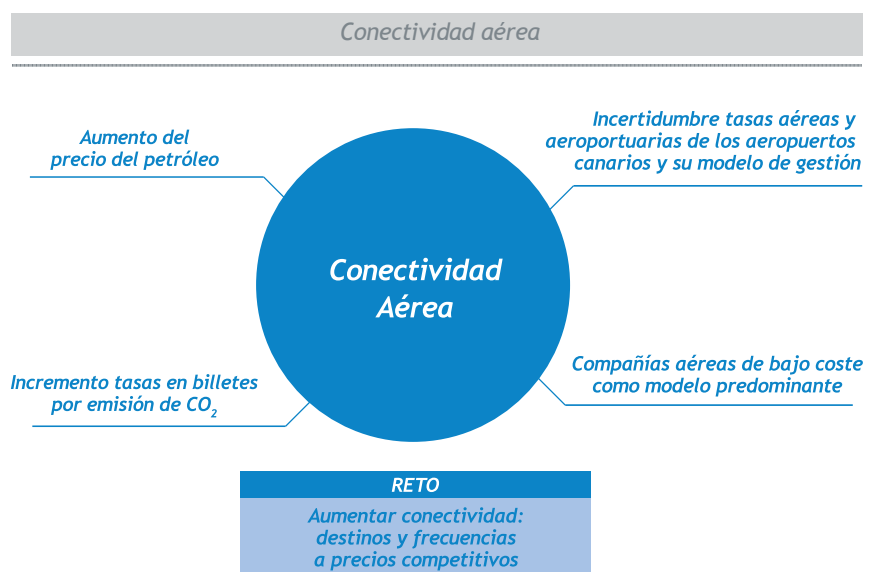 Conectividad aérea
Aumento del
precio del petróleo
Incertidumbre tasas aéreas y
aeroportuarias de los aeropuertos
canarios y su modelo de gestión
Conectividad
Aérea
Incremento tasas en billetes
por emisión de CO₂
Compañías aéreas de bajo coste
como modelo predominante
RETO
Aumentar conectividad:
destinos y frecuencias
a precios competitivos